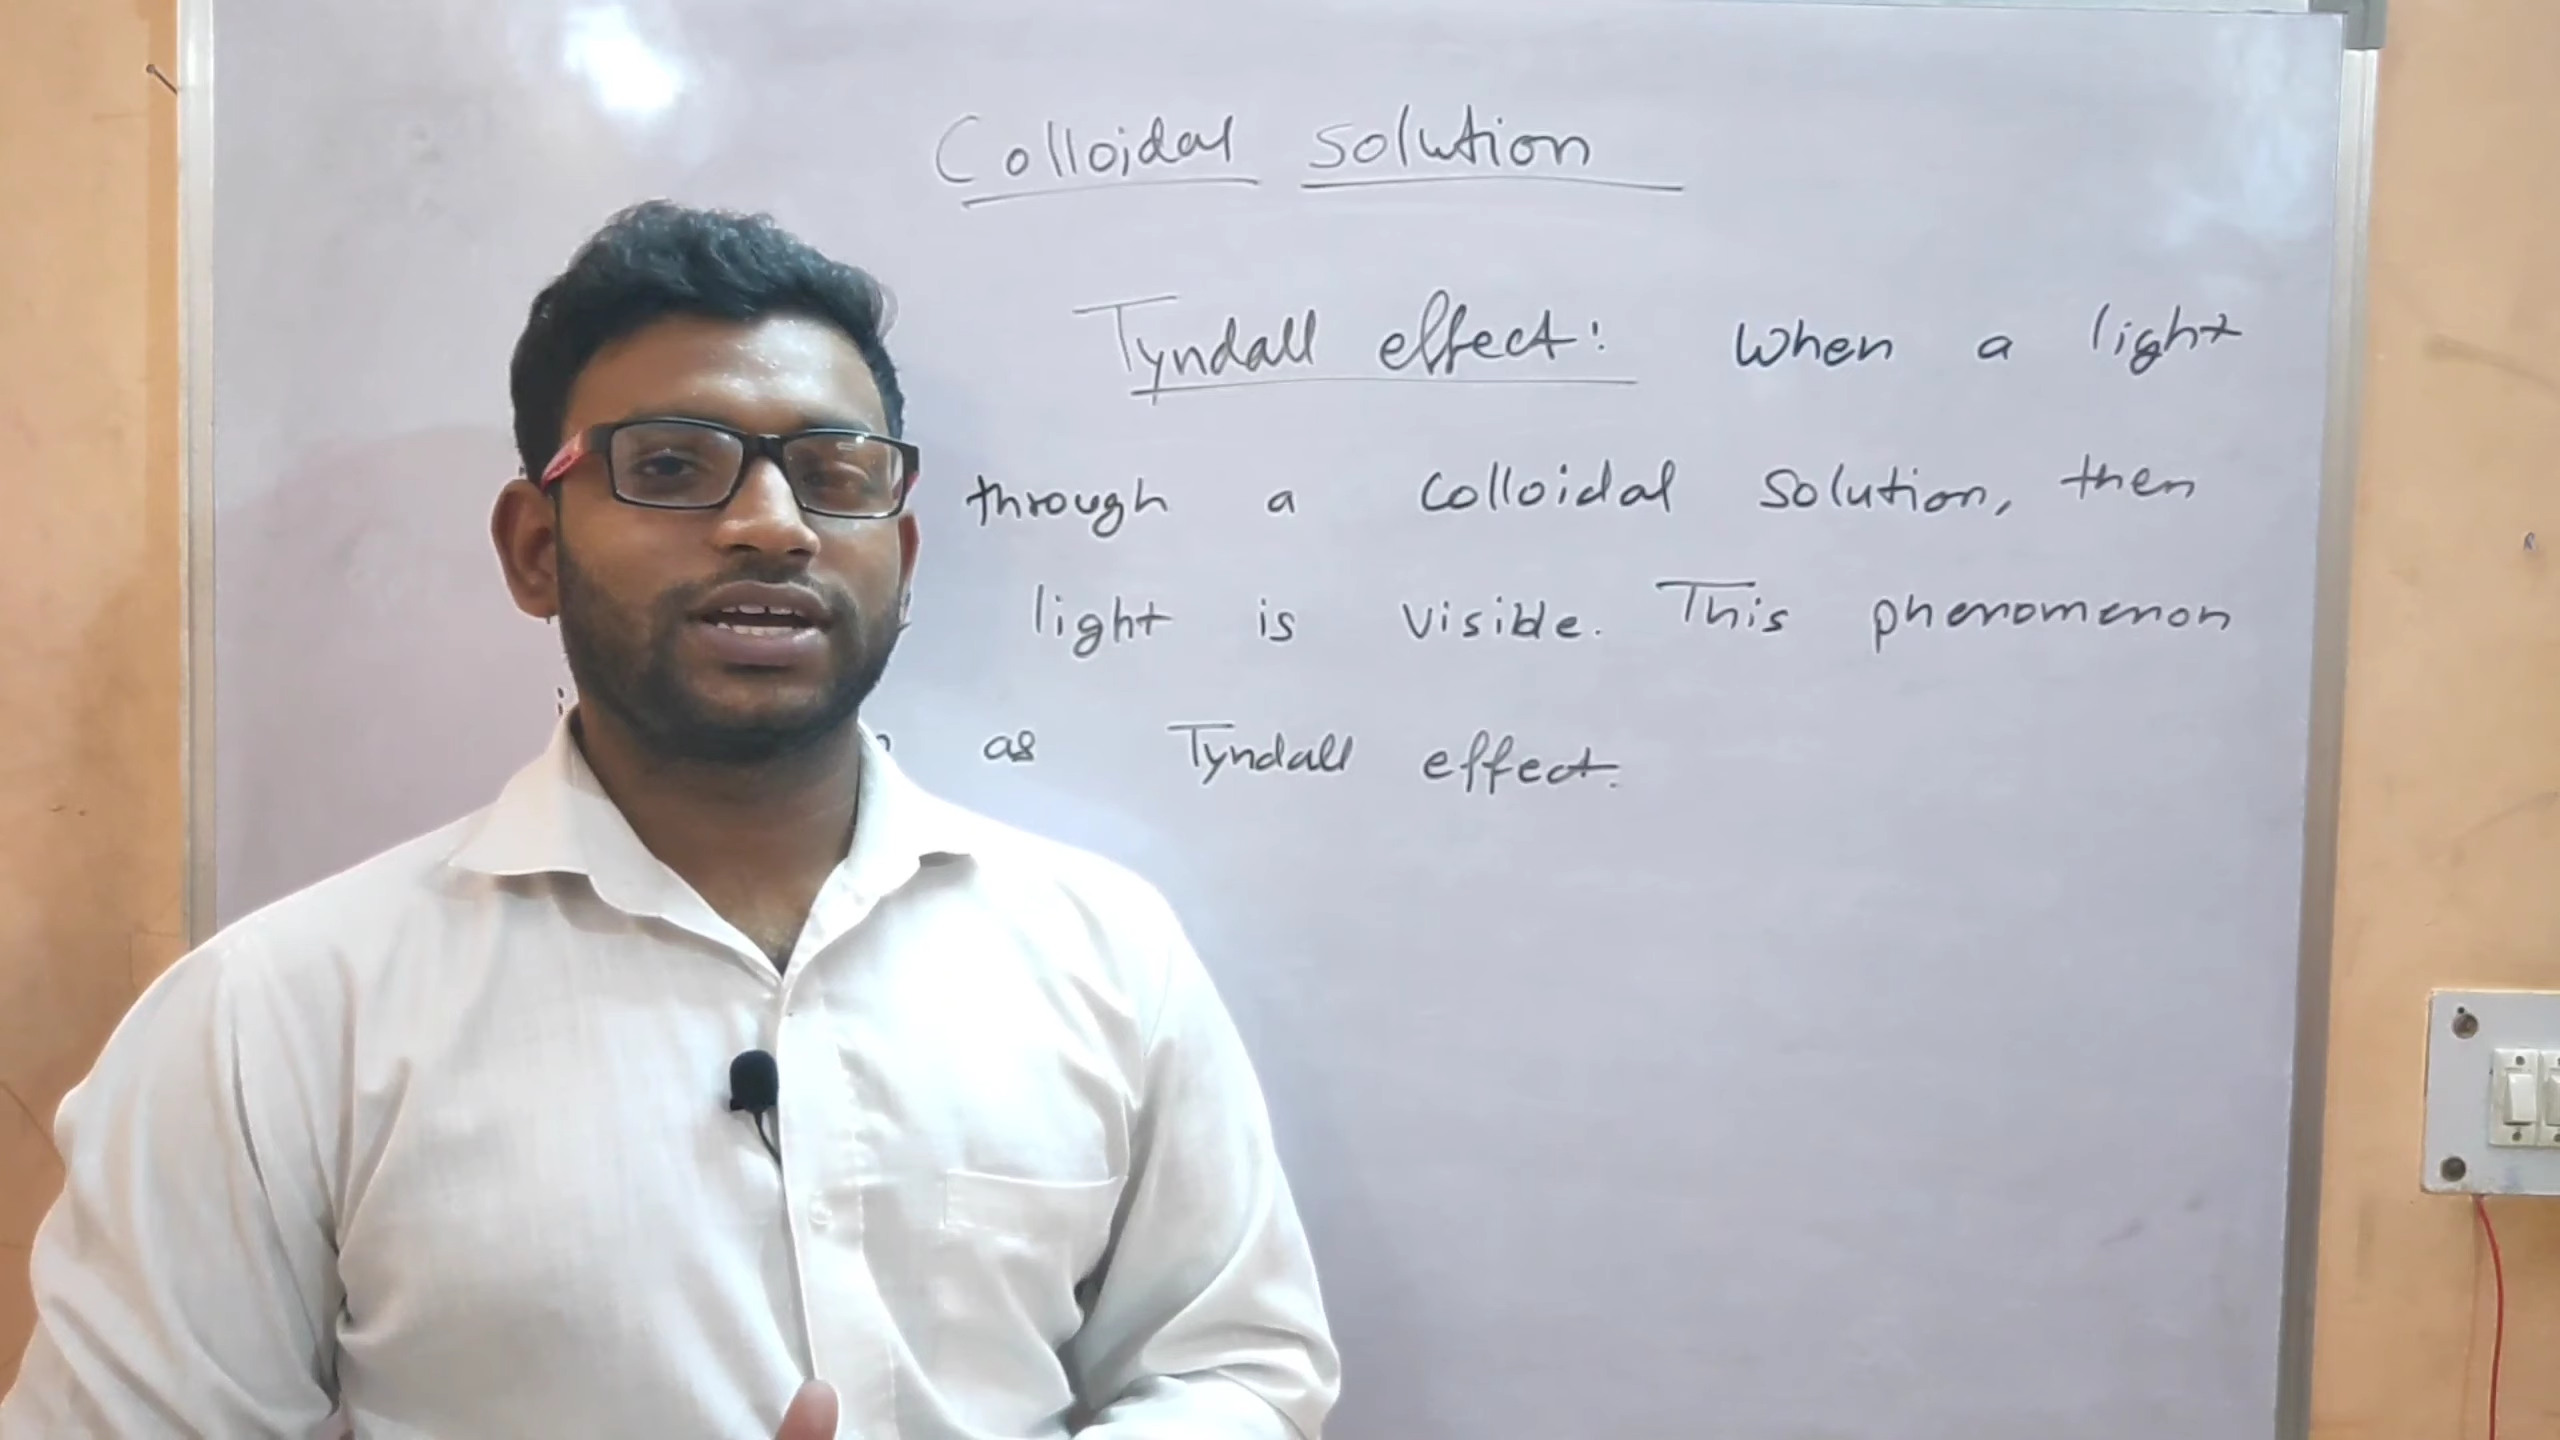 Colloidal solution
Tyndall effect: When a light
through a colloidal solution, then
light is visible. This phenomenon
as Tyndall effect.